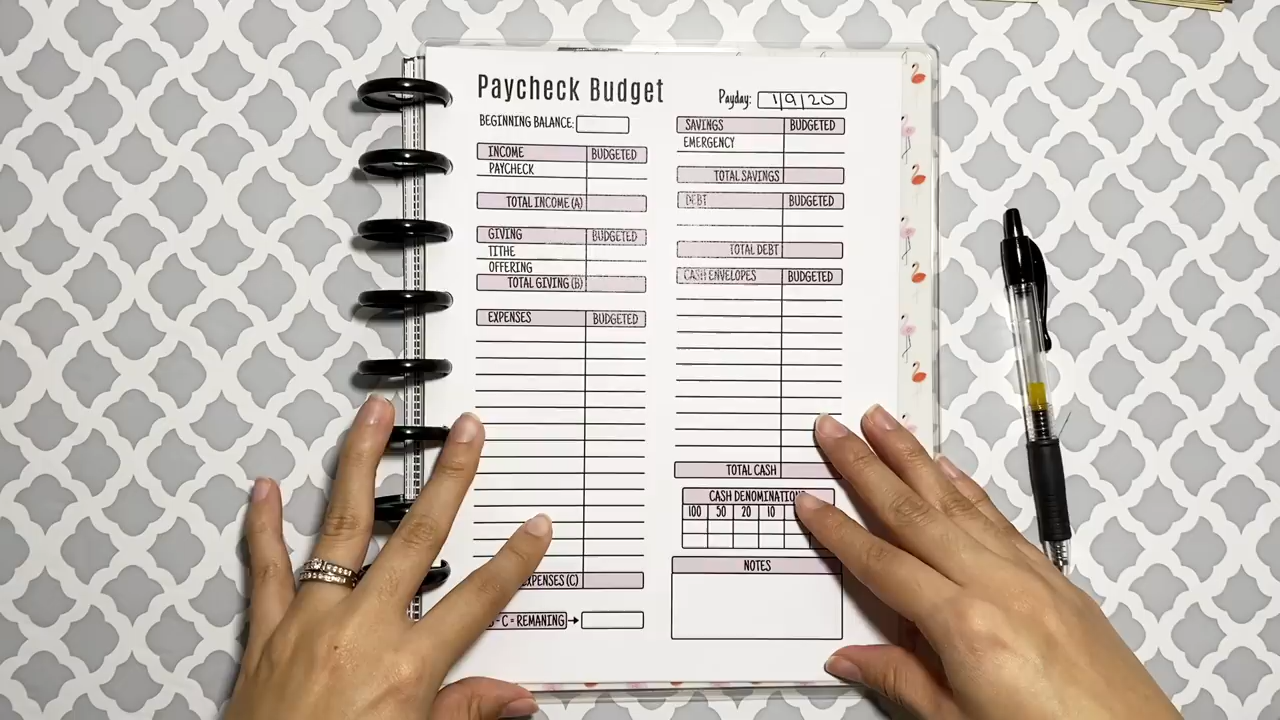 Paycheck Budget
Payday: 1/9/20
BEGINNING BALANCE:
INCOME BUDGETED
PAYCHECK
TOTAL INCOME (A)
GIVING BUDGETED
TITHE
OFFERING
TOTAL GIVING (B)
EXPENSES BUDGETED
EXPENSES (C)
- C = REMANING
SAVINGS BUDGETED
EMERGENCY
TOTAL SAVINGS
DEBT BUDGETED
TOTAL DEBT
CASH ENVELOPES BUDGETED
TOTAL CASH
CASH DENOMINATIONS
100 50 20 10
NOTES